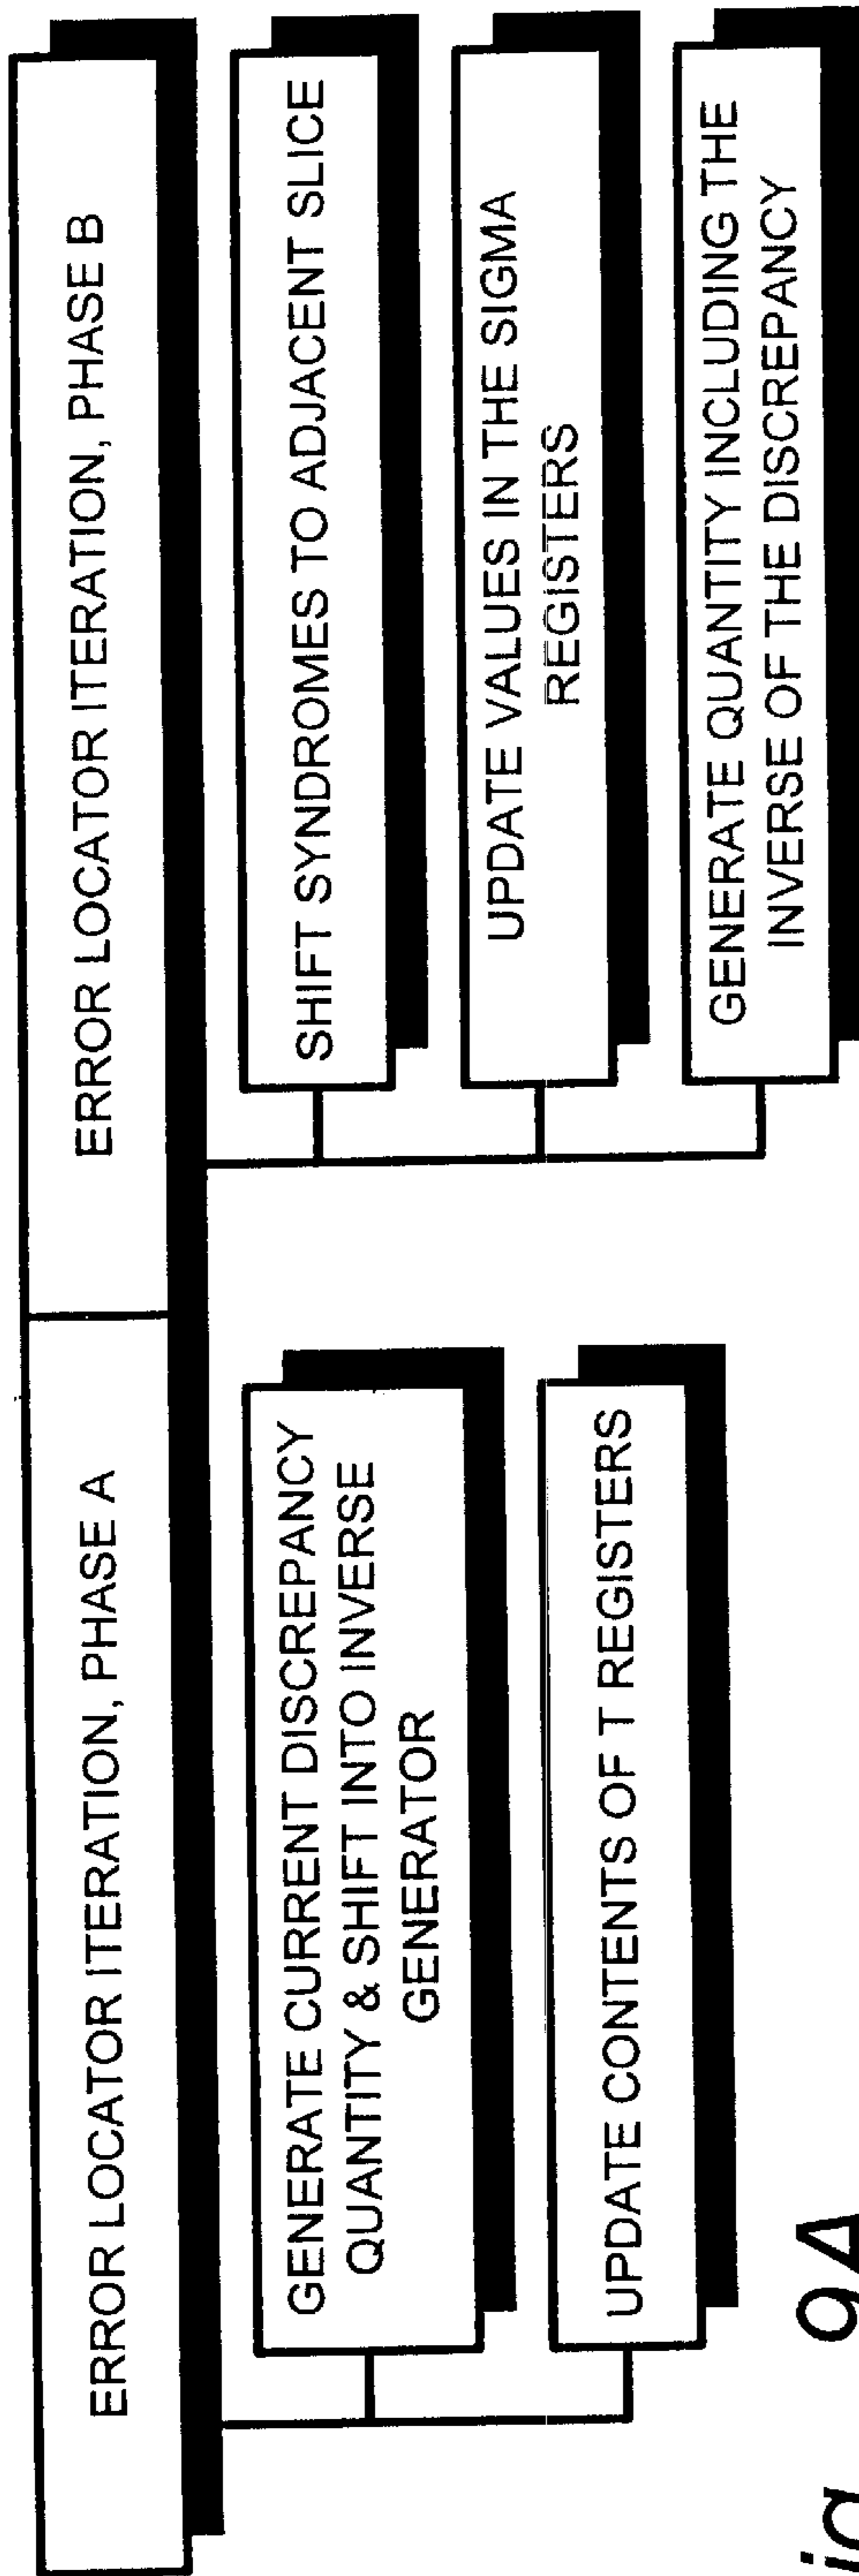 ERROR LOCATOR ITERATION, PHASE A
GENERATE CURRENT DISCREPANCY
QUANTITY & SHIFT INTO INVERSE
GENERATOR
UPDATE CONTENTS OF T REGISTERS
ERROR LOCATOR ITERATION, PHASE B
SHIFT SYNDROMES TO ADJACENT SLICE
UPDATE VALUES IN THE SIGMA
REGISTERS
GENERATE QUANTITY INCLUDING THE
INVERSE OF THE DISCREPANCY
ig_ 9A